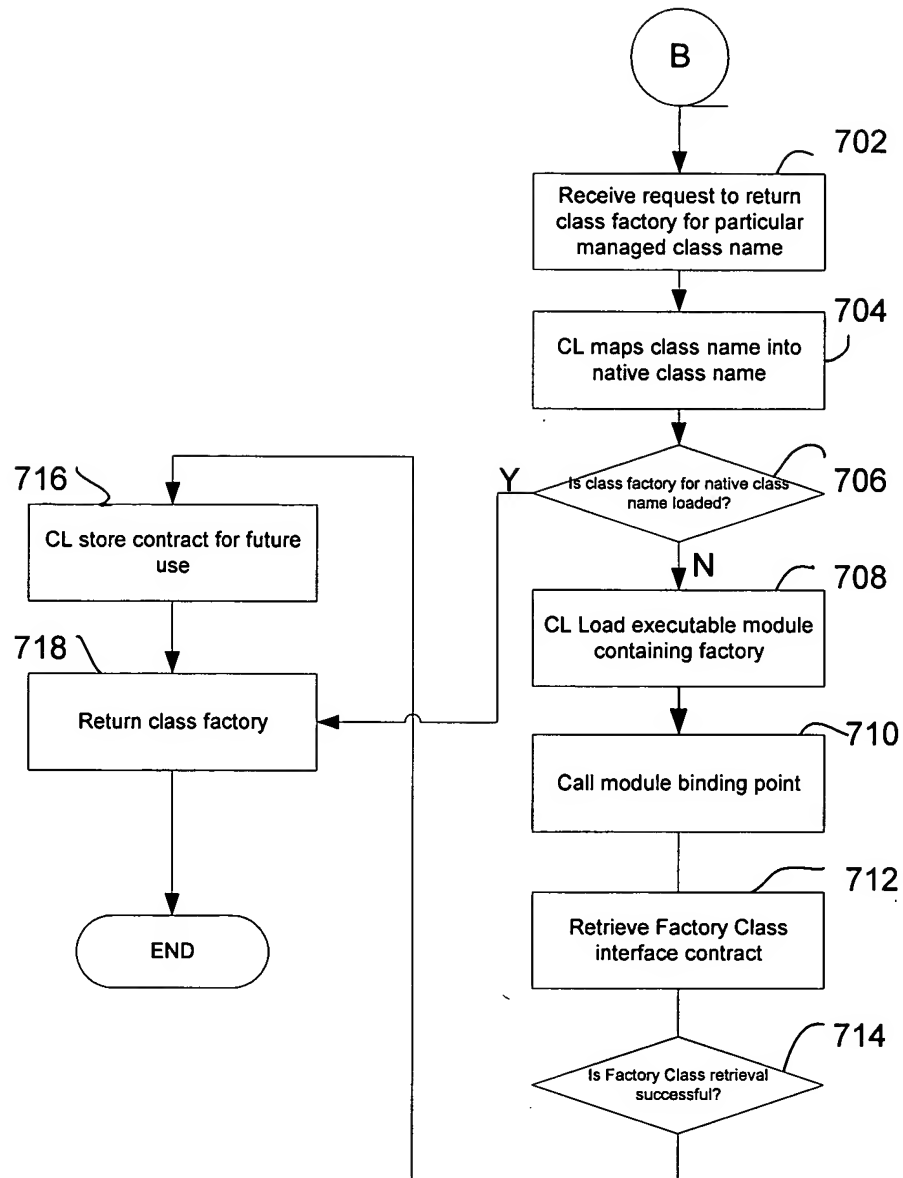 B
702
Receive request to return
class factory for particular
managed class name
704
CL maps class name into
native class name
706
Is class factory for native class
name loaded?
Y
N
716
CL store contract for future
use
708
CL Load executable module
containing factory
718
Return class factory
710
Call module binding point
712
Retrieve Factory Class
interface contract
END
714
Is Factory Class retrieval
successful?